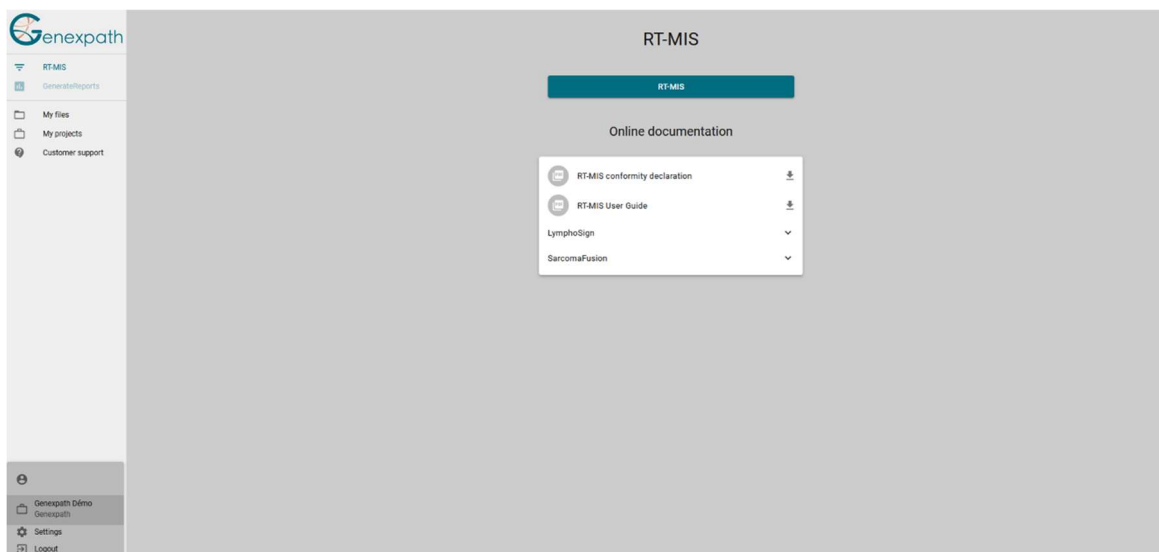 Genexpath
RT-MIS
GenerateReports
My files
My projects
Customer support
Genexpath Démo
Genexpath
Settings
Logout
RT-MIS
RT-MIS
Online documentation
RT-MIS conformity declaration
RT-MIS User Guide
LymphoSign
SarcomaFusion